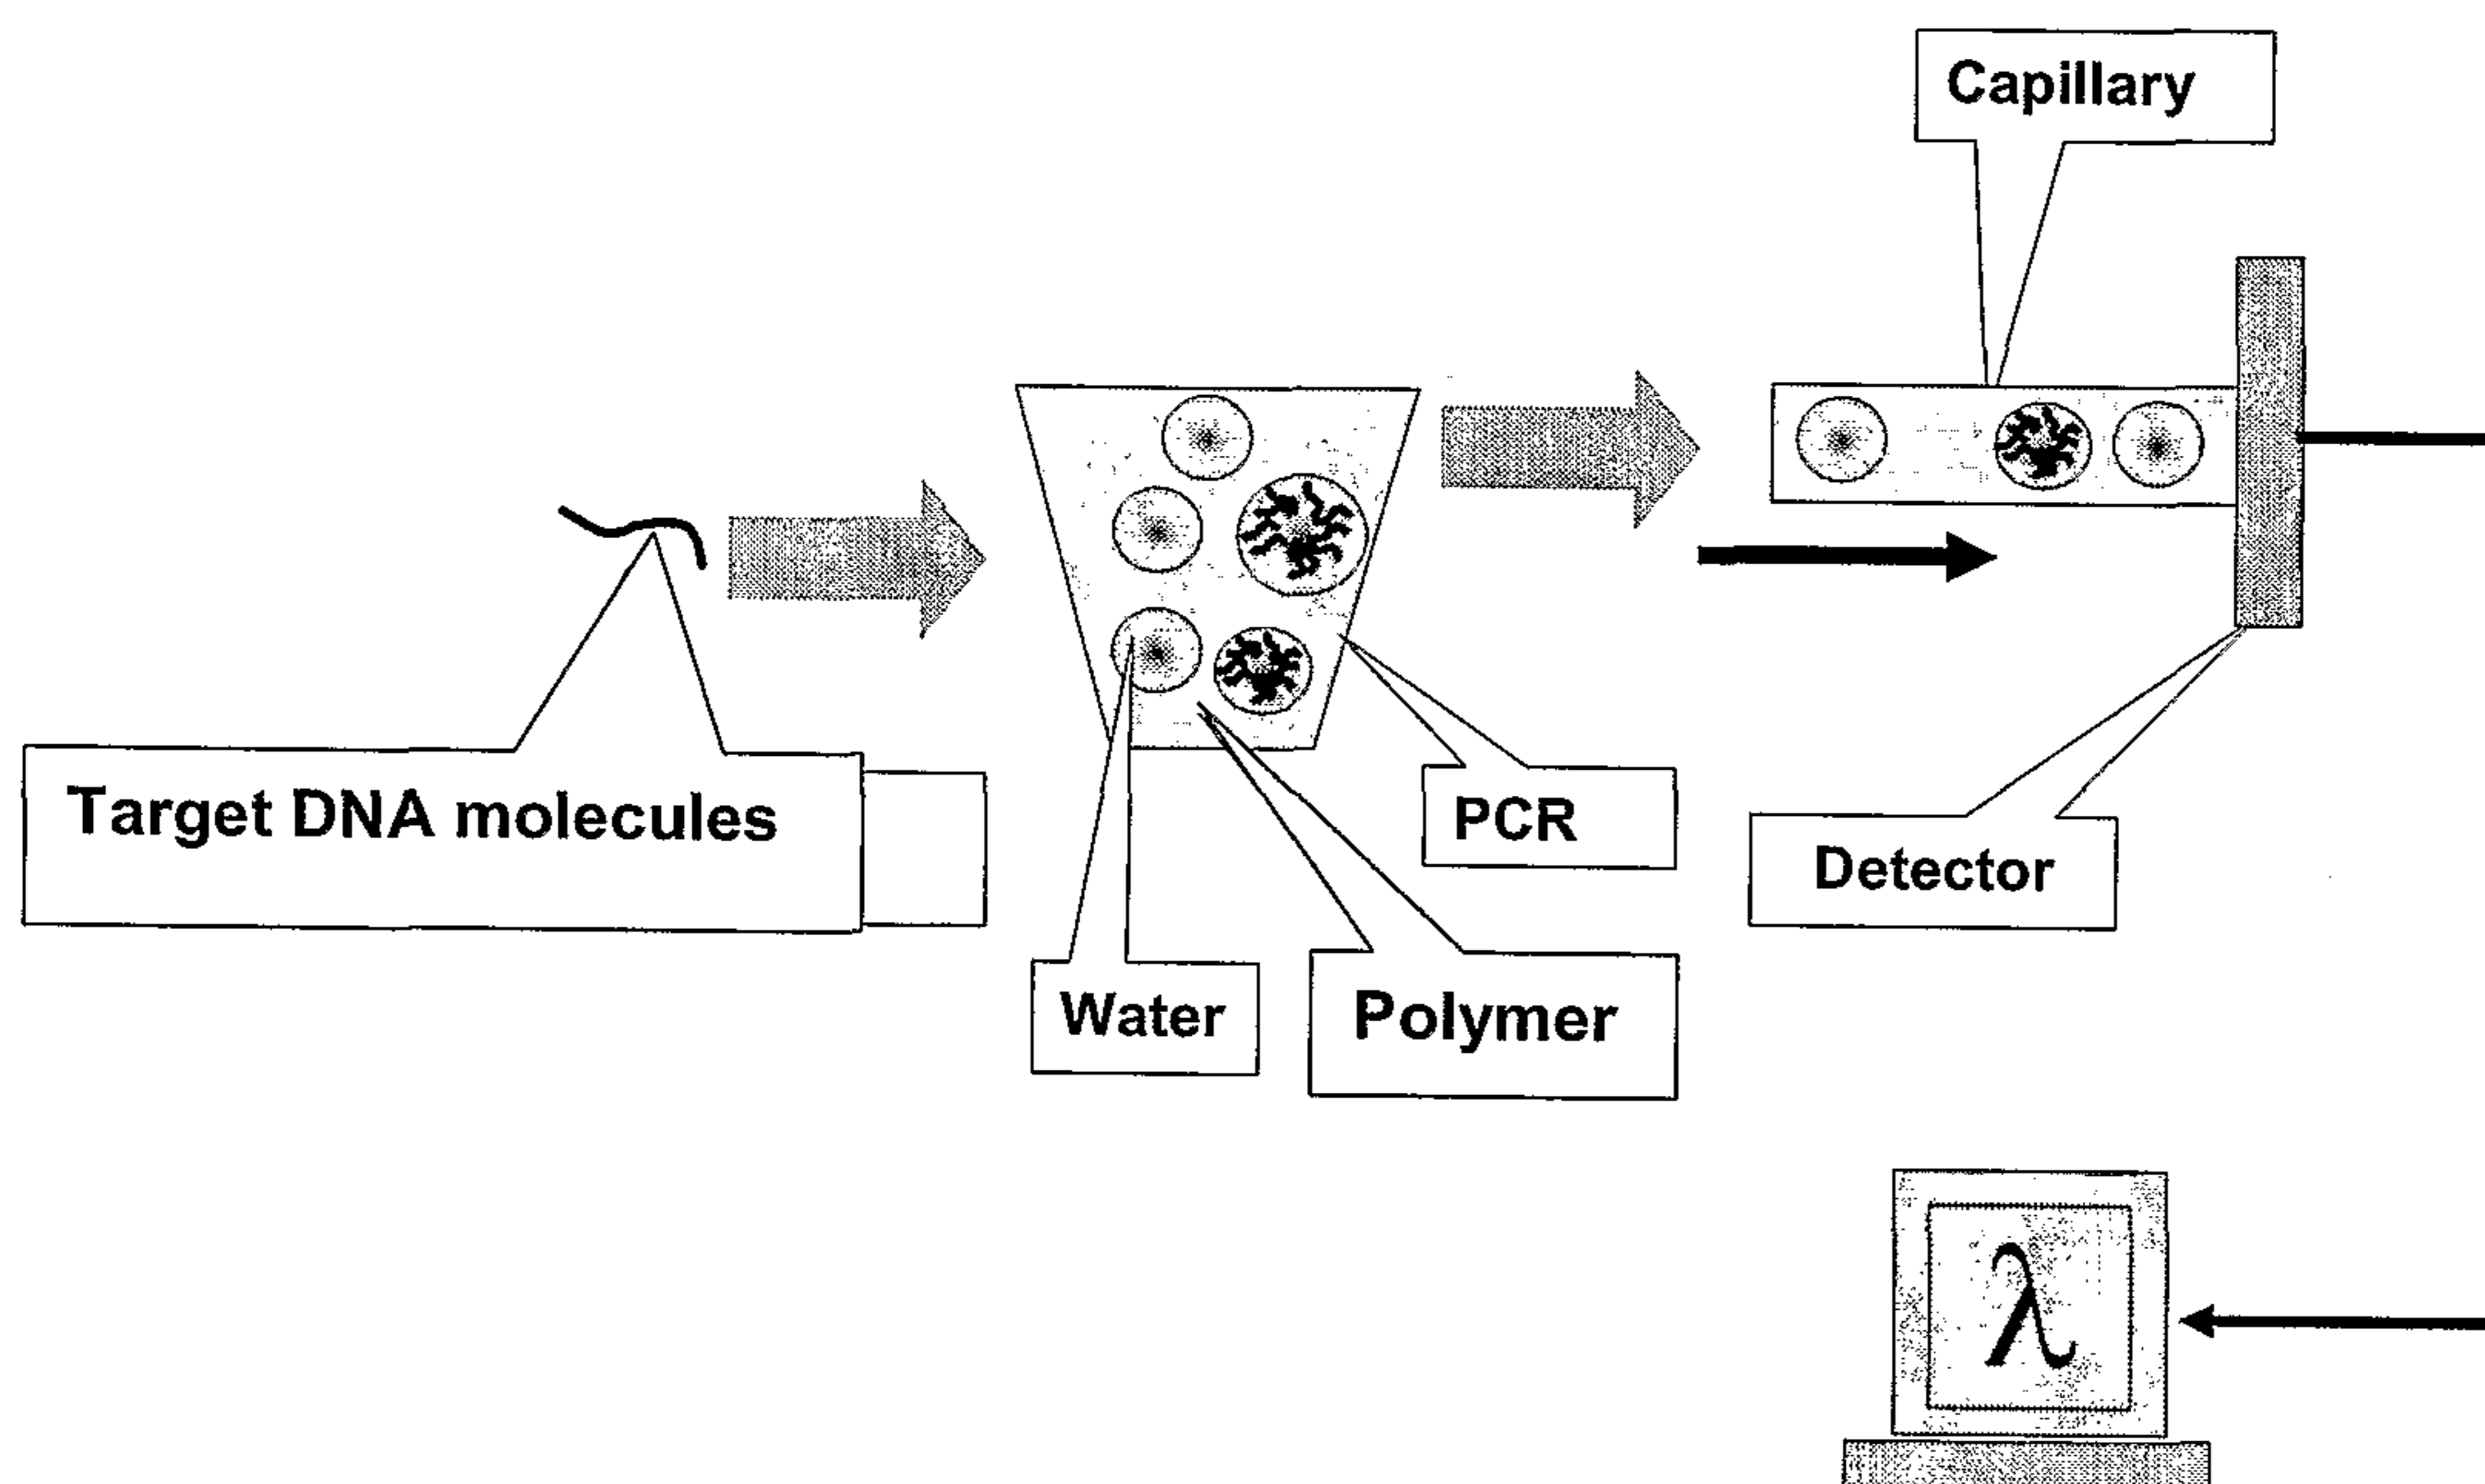 Capillary
Target DNA molecules
PCR
Detector
Water
Polymer
λ